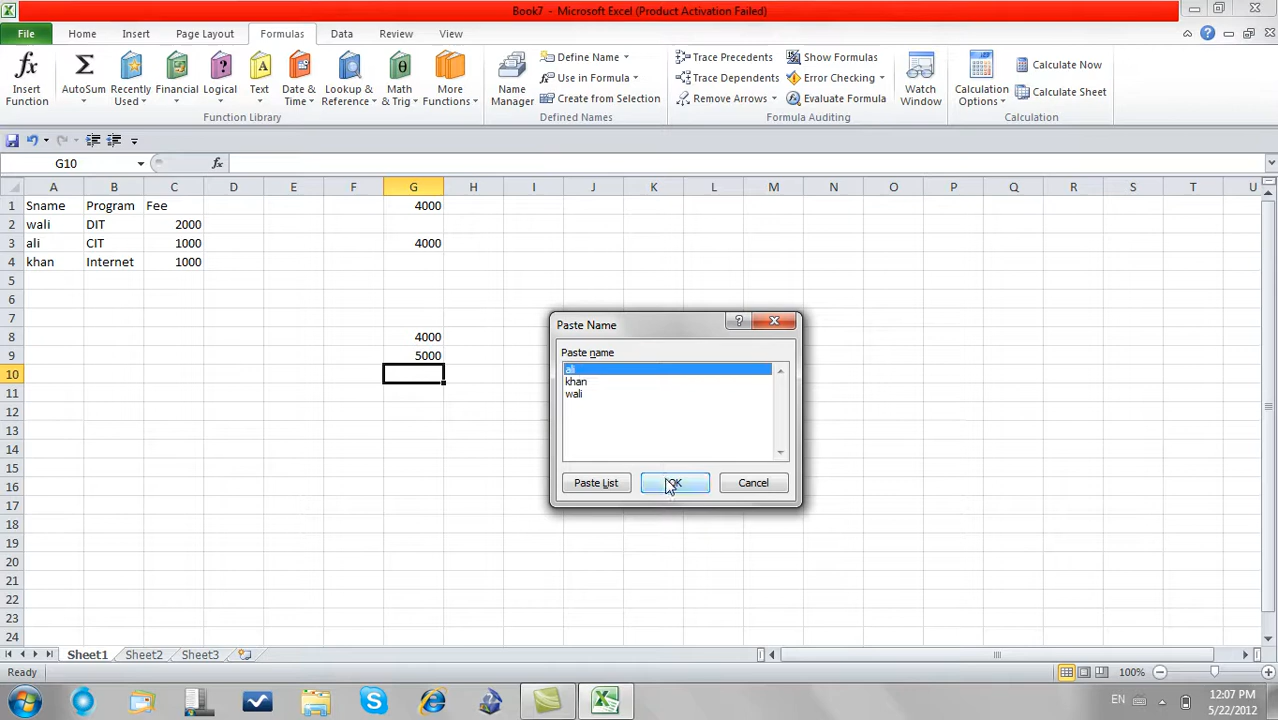 Book7 - Microsoft Excel (Product Activation Failed)
File Home Insert Page Layout Formulas Data Review View
Insert Function
AutoSum
Recently Used
Financial
Logical
Text
Date & Time
Lookup & Reference
Math & Trig
More Functions
Function Library
Name Manager
Define Name
Use in Formula
Create from Selection
Defined Names
Trace Precedents
Trace Dependents
Remove Arrows
Show Formulas
Error Checking
Evaluate Formula
Formula Auditing
Watch Window
Calculation Options
Calculate Now
Calculate Sheet
Calculation
G10 fx
A B C D E F G H I J K L M N O P Q R S T U
1 Sname Program Fee 4000
2 wali DIT 2000
3 ali CIT 1000 4000
4 khan Internet 1000
5
6
7
8 4000
9 5000
10
11
12
13
14
15
16
17
18
19
20
21
22
23
24
Paste Name
Paste name
ali
khan
wali
Paste List OK Cancel
Sheet1 Sheet2 Sheet3
Ready 100%
EN 12:07 PM
5/22/2012